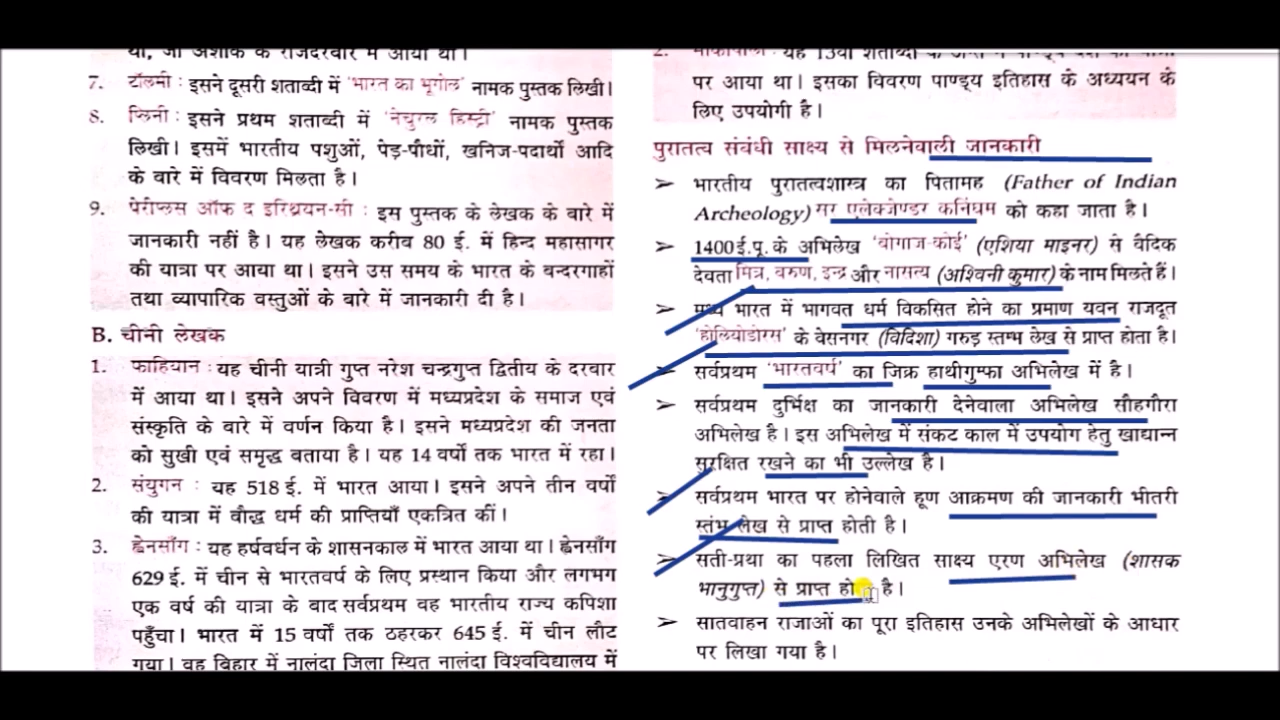 था, जो अशोक के राजदरबार में आया था।
7. टॉलमी : इसने दूसरी शताब्दी में 'भारत का भूगोल' नामक पुस्तक लिखी।
8. प्लिनी : इसने प्रथम शताब्दी में 'नेचुरल हिस्ट्री' नामक पुस्तक
लिखी। इसमें भारतीय पशुओं, पेड़-पौधों, खनिज-पदार्थों आदि
के बारे में विवरण मिलता है।
9. पेरीप्लस ऑफ द इरिथ्रयन-सी : इस पुस्तक के लेखक के बारे में
जानकारी नहीं है। यह लेखक करीब 80 ई. में हिन्द महासागर
की यात्रा पर आया था। इसने उस समय के भारत के बन्दरगाहों
तथा व्यापारिक वस्तुओं के बारे में जानकारी दी है।
B. चीनी लेखक
1. फाहियान : यह चीनी यात्री गुप्त नरेश चन्द्रगुप्त द्वितीय के दरबार
में आया था। इसने अपने विवरण में मध्यप्रदेश के समाज एवं
संस्कृति के बारे में वर्णन किया है। इसने मध्यप्रदेश की जनता
को सुखी एवं समृद्ध बताया है। यह 14 वर्षों तक भारत में रहा।
2. संयुगन : यह 518 ई. में भारत आया। इसने अपने तीन वर्षों
की यात्रा में बौद्ध धर्म की प्राप्तियाँ एकत्रित कीं।
3. ह्वेनसाँग : यह हर्षवर्धन के शासनकाल में भारत आया था। ह्वेनसाँग
629 ई. में चीन से भारतवर्ष के लिए प्रस्थान किया और लगभग
एक वर्ष की यात्रा के बाद सर्वप्रथम वह भारतीय राज्य कपिशा
पहुँचा। भारत में 15 वर्षों तक ठहरकर 645 ई. में चीन लौट
गया। वह बिहार में नालंदा जिला स्थित नालंदा विश्वविद्यालय में
2. यह 13वी शताब्दी के अन्त में
पर आया था। इसका विवरण पाण्ड्य इतिहास के अध्ययन के
लिए उपयोगी है।
पुरातत्व संबंधी साक्ष्य से मिलनेवाली जानकारी
➢ भारतीय पुरातत्वशास्त्र का पितामह (Father of Indian
Archeology) सर एलेक्जेण्डर कनिंघम को कहा जाता है।
➢ 1400 ई.पू. के अभिलेख 'बोगाज-कोई' (एशिया माइनर) से वैदिक
देवता मित्र, वरुण, इन्द्र और नासत्य (अश्विनी कुमार) के नाम मिलते हैं।
➢ मध्य भारत में भागवत धर्म विकसित होने का प्रमाण यवन राजदूत
'होलियोडोरस' के वेसनगर (विदिशा) गरुड़ स्तम्भ लेख से प्राप्त होता है।
➢ सर्वप्रथम 'भारतवर्ष' का जिक्र हाथीगुम्फा अभिलेख में है।
➢ सर्वप्रथम दुर्भिक्ष का जानकारी देनेवाला अभिलेख सौहगौरा
अभिलेख है। इस अभिलेख में संकट काल में उपयोग हेतु खाद्यान्न
सुरक्षित रखने का भी उल्लेख है।
➢ सर्वप्रथम भारत पर होनेवाले हूण आक्रमण की जानकारी भीतरी
स्तंभ लेख से प्राप्त होती है।
➢ सती-प्रथा का पहला लिखित साक्ष्य एरण अभिलेख (शासक
भानुगुप्त) से प्राप्त होता है।
➢ सातवाहन राजाओं का पूरा इतिहास उनके अभिलेखों के आधार
पर लिखा गया है।